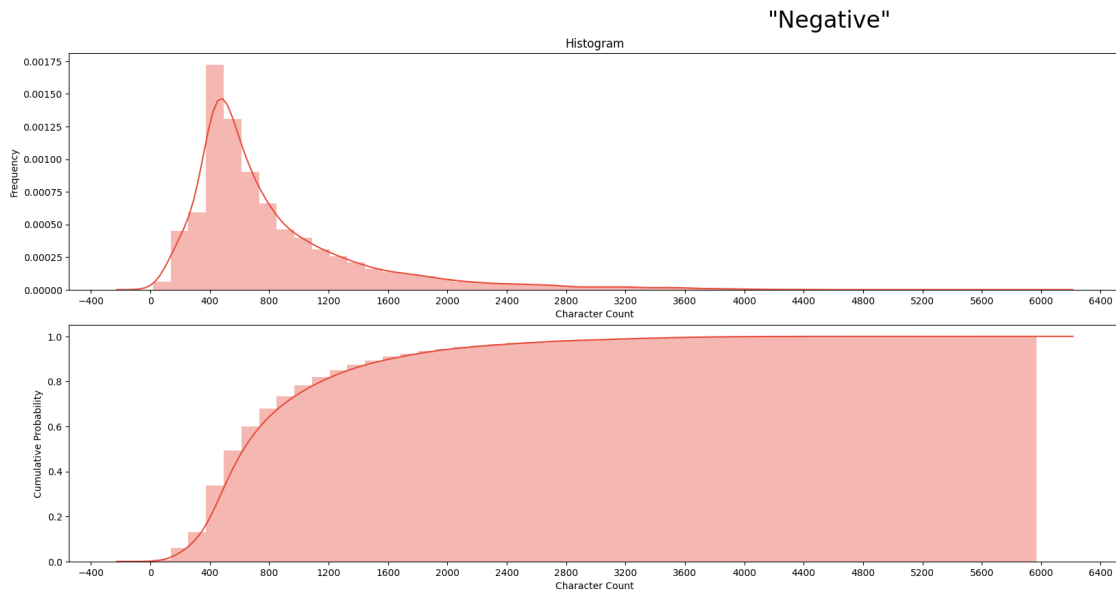 "Negative"
Histogram
Frequency
0.00175
0.00150
0.00125
0.00100
0.00075
0.00050
0.00025
0.00000
−400 0 400 800 1200 1600 2000 2400 2800 3200 3600 4000 4400 4800 5200 5600 6000 6400
Character Count
Cumulative Probability
1.0
0.8
0.6
0.4
0.2
0.0
−400 0 400 800 1200 1600 2000 2400 2800 3200 3600 4000 4400 4800 5200 5600 6000 6400
Character Count